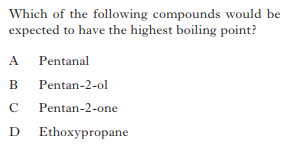 Which of the following compounds would be
expected to have the highest boiling point?
A Pentanal
B Pentan-2-ol
C Pentan-2-one
D Ethoxypropane